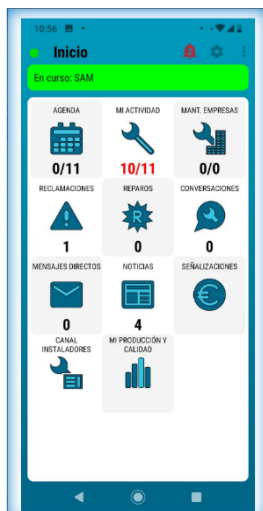 10:56
Inicio
En curso: SAM
AGENDA
0/11
MI ACTIVIDAD
10/11
MANT. EMPRESAS
0/0
RECLAMACIONES
1
REPAROS
R
0
CONVERSACIONES
0
MENSAJES DIRECTOS
0
NOTICIAS
4
SEÑALIZACIONES
€
CANAL
INSTALADORES
MI PRODUCCIÓN Y
CALIDAD